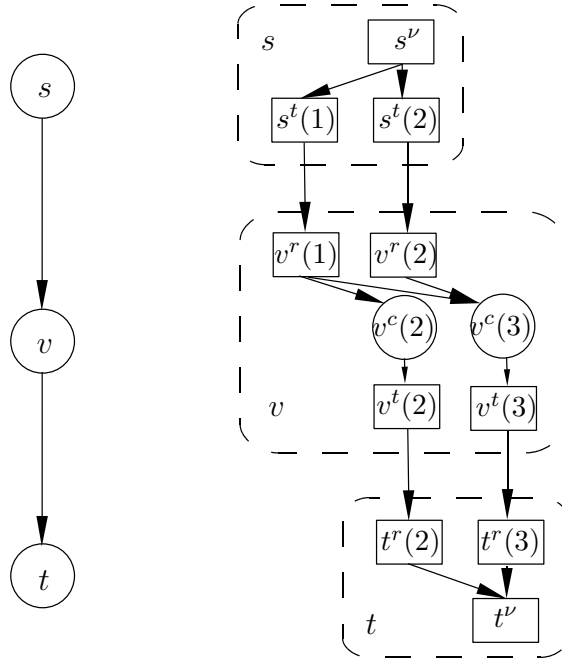 s
v
t
s s^ν
s^t(1) s^t(2)
v^r(1) v^r(2)
v^c(2) v^c(3)
v v^t(2) v^t(3)
t^r(2) t^r(3)
t t^ν